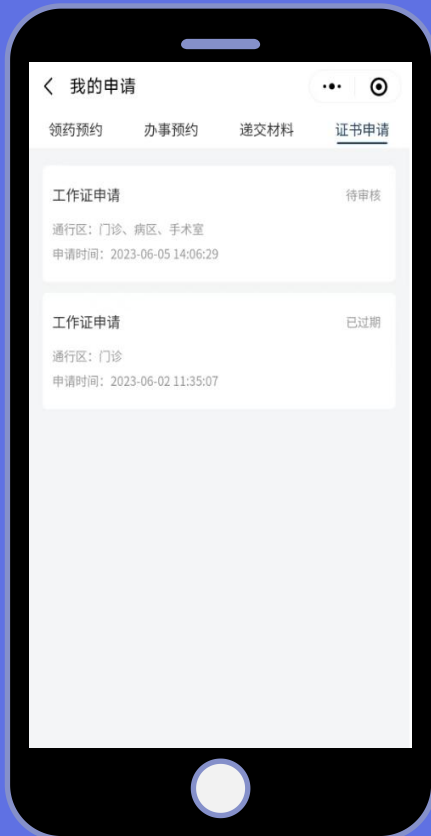 我的申请
领药预约 办事预约 递交材料 证书申请
工作证申请 待审核
通行区：门诊、病区、手术室
申请时间：2023-06-05 14:06:29
工作证申请 已过期
通行区：门诊
申请时间：2023-06-02 11:35:07